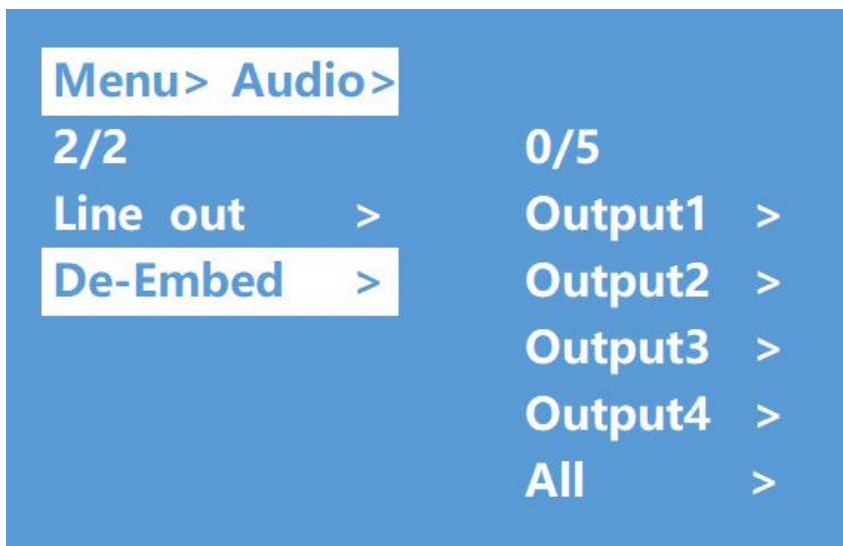 Menu> Audio>
2/2
Line out >
De-Embed >
0/5
Output1 >
Output2 >
Output3 >
Output4 >
All >